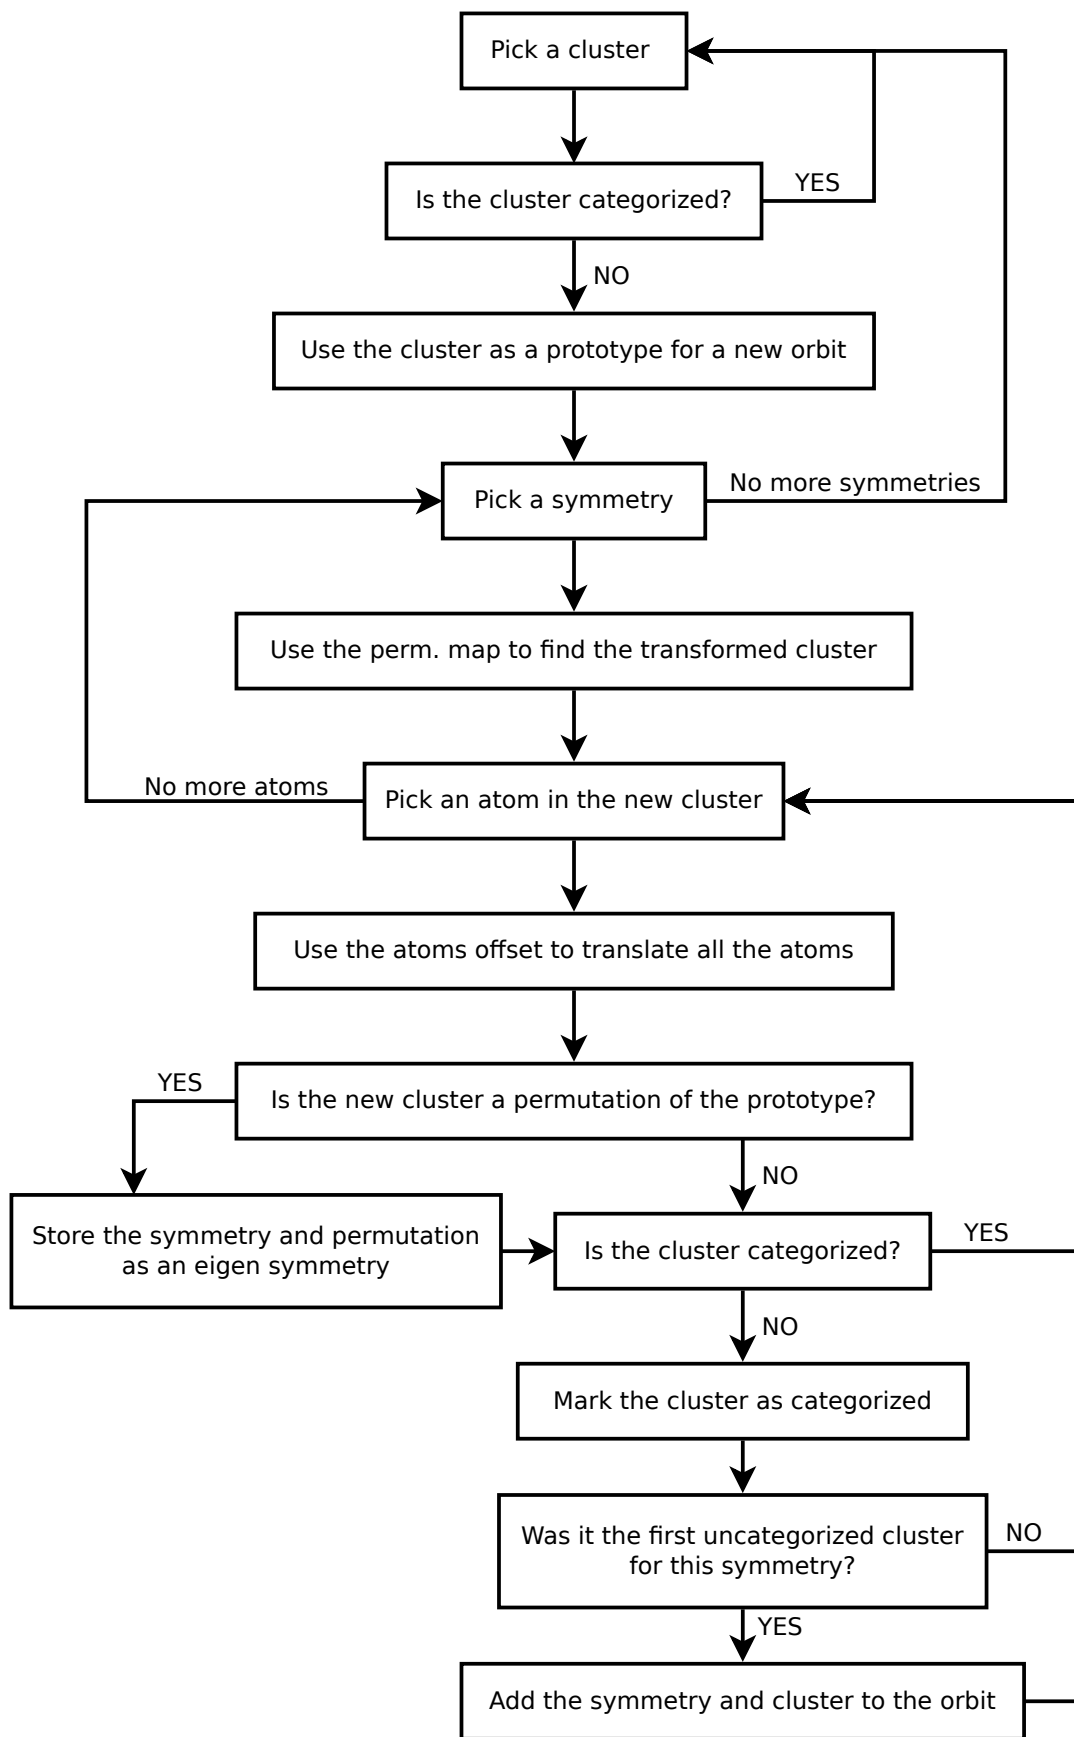 Pick a cluster
Is the cluster categorized?
YES
NO
Use the cluster as a prototype for a new orbit
Pick a symmetry
No more symmetries
Use the perm. map to find the transformed cluster
No more atoms
Pick an atom in the new cluster
Use the atoms offset to translate all the atoms
YES
Is the new cluster a permutation of the prototype?
NO
Store the symmetry and permutation
as an eigen symmetry
Is the cluster categorized?
YES
NO
Mark the cluster as categorized
Was it the first uncategorized cluster
for this symmetry?
NO
YES
Add the symmetry and cluster to the orbit